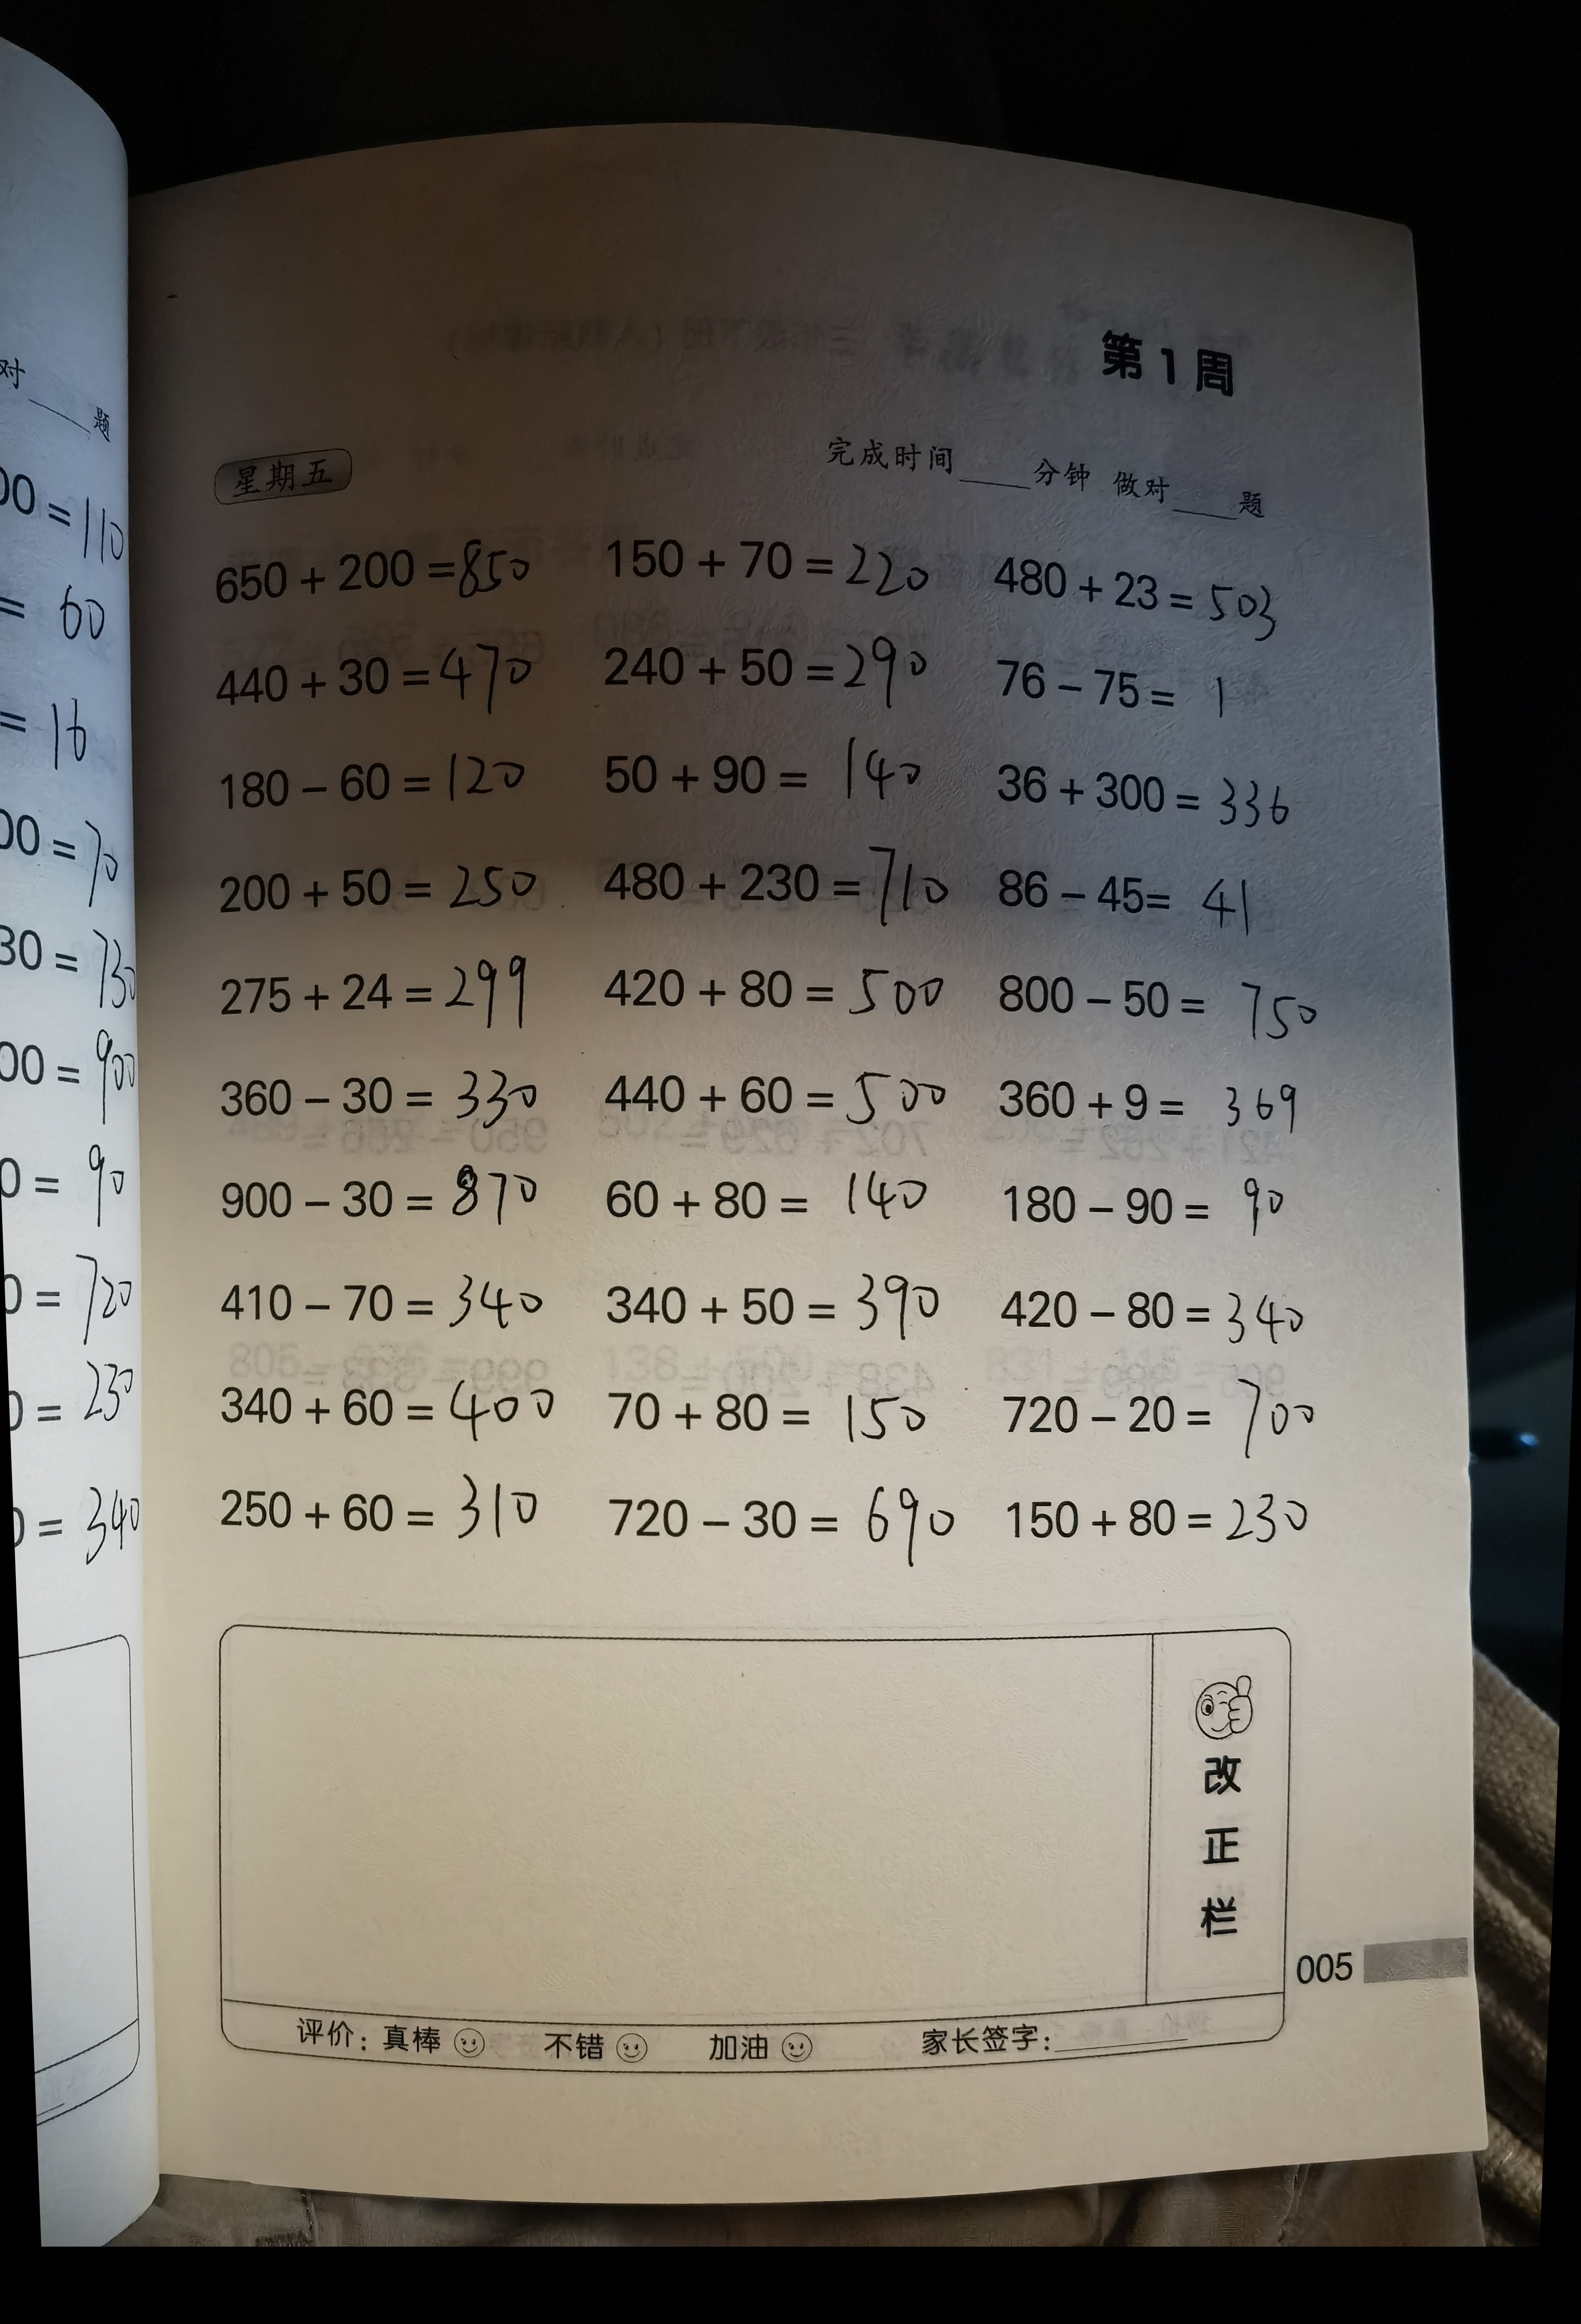 第1周
星期五
完成时间____分钟 做对____题
650 + 200 = 850 150 + 70 = 220 480 + 23 = 503
440 + 30 = 470 240 + 50 = 290 76 – 75 = 1
180 – 60 = 120 50 + 90 = 140 36 + 300 = 336
200 + 50 = 250 480 + 230 = 710 86 – 45 = 41
275 + 24 = 299 420 + 80 = 500 800 – 50 = 750
360 – 30 = 330 440 + 60 = 500 360 + 9 = 369
900 – 30 = 870 60 + 80 = 140 180 – 90 = 90
410 – 70 = 340 340 + 50 = 390 420 – 80 = 340
340 + 60 = 400 70 + 80 = 150 720 – 20 = 700
250 + 60 = 310 720 – 30 = 690 150 + 80 = 230
改正栏
评价：真棒 不错 加油 家长签字：
005
对____题
00 = 110
= 60
= 16
00 = 70
30 = 730
00 = 900
0 = 90
0 = 720
0 = 230
0 = 340